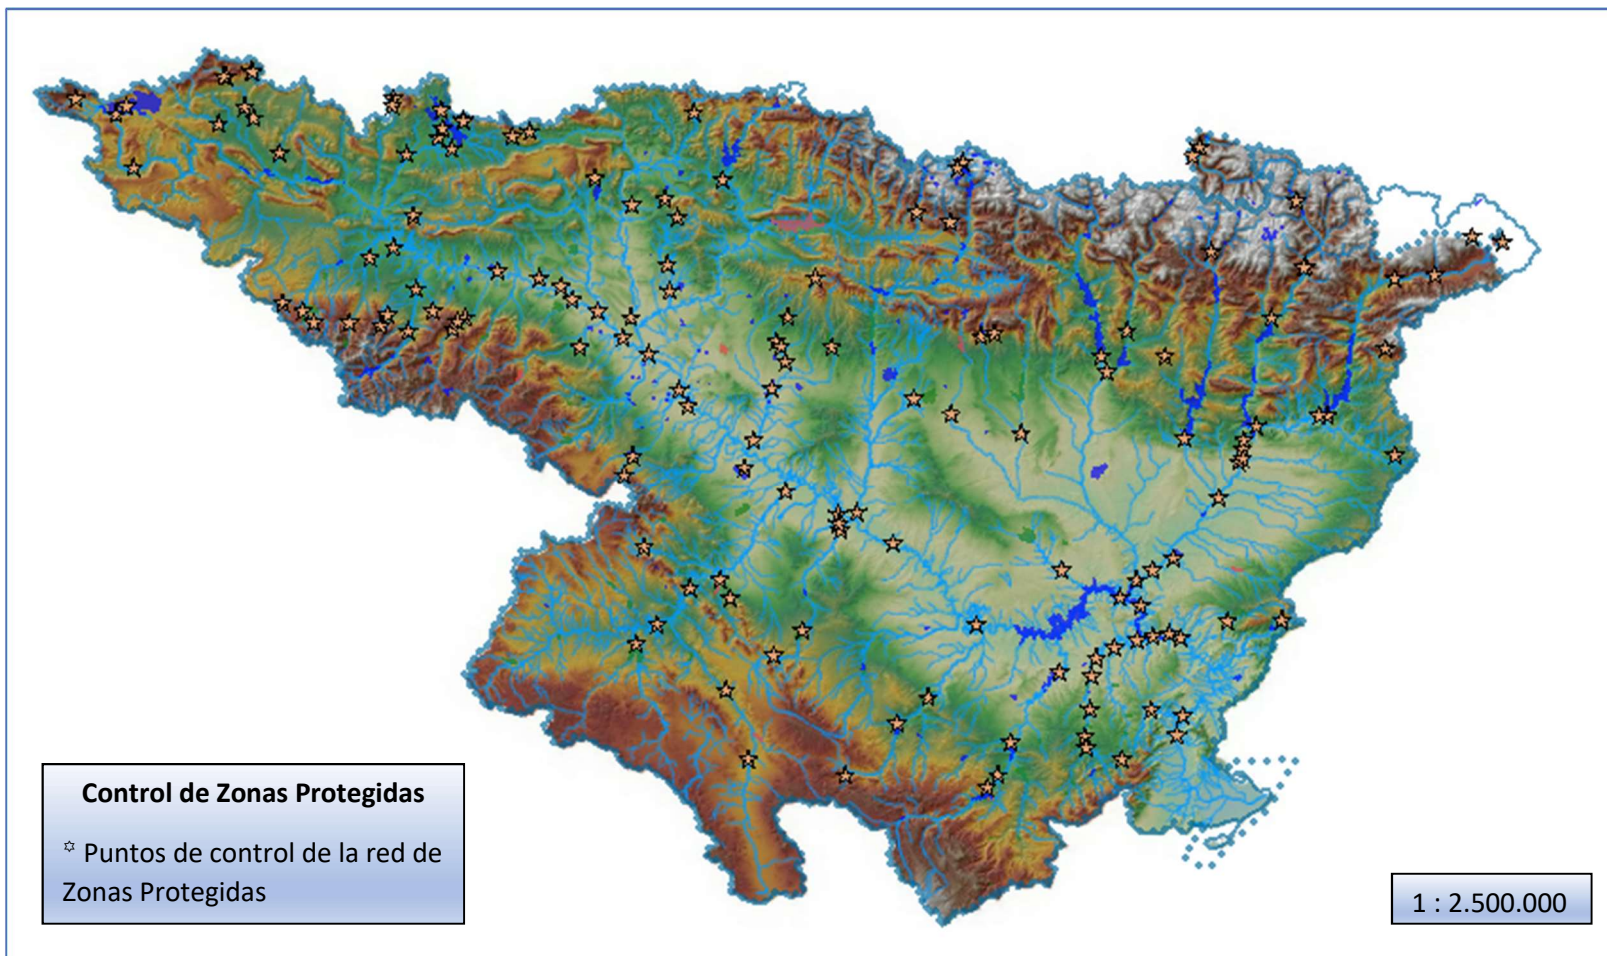 Control de Zonas Protegidas
✡ Puntos de control de la red de
Zonas Protegidas
1 : 2.500.000